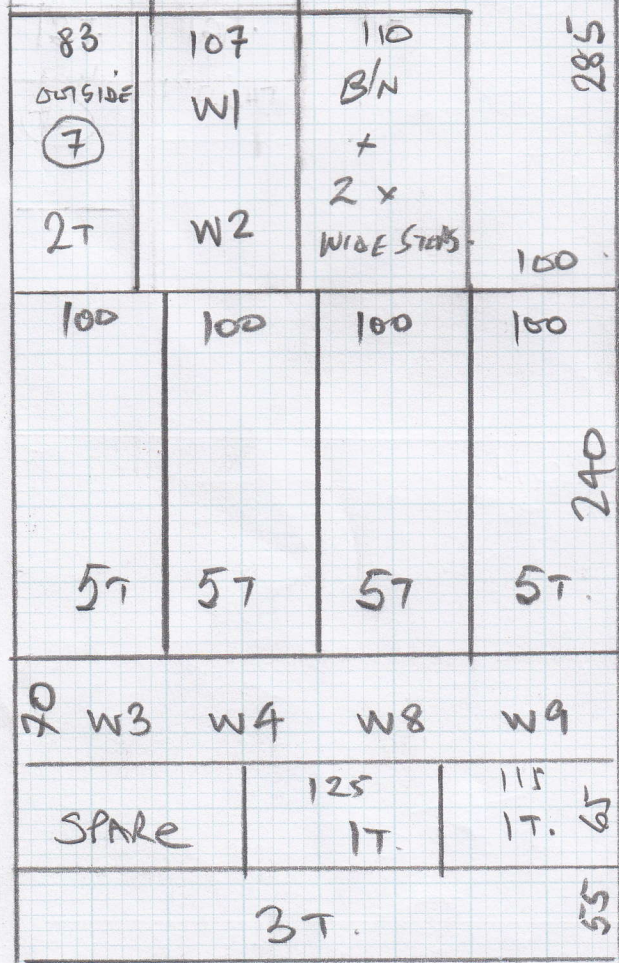 83
OUTSIDE
7
2T
107
W1
W2
110
B/N
+
2 x
WIDE STEPS.
285
100
100
5T
100
5T
100
5T
100
5T.
240
70
W3 W4 W8 W9
SPARE
125
1T.
115
1T.
65
3T.
55